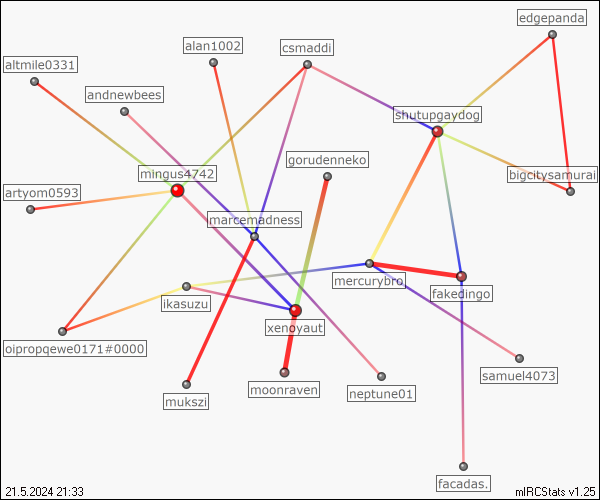 edgepanda
alan1002
csmaddi
altmile0331
andnewbees
shutupgaydog
gorudenneko
mingus4742
bigcitysamurai
artyom0593
marcemadness
mercurybro
fakedingo
ikasuzu
xenoyaut
oipropqewe0171#0000
samuel4073
moonraven
neptune01
mukszi
facadas.
21.5.2024 21:33
mIRCStats v1.25